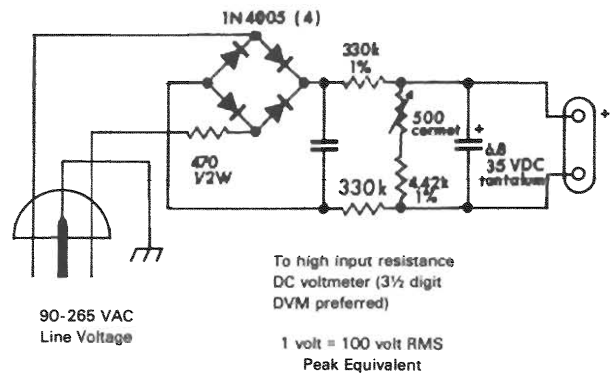 1N4005 (4)
330k
1%
500
cermet
+
+
6.8
35 VDC
tantalum
470
1/2W
330k
4.42k
1%
To high input resistance
DC voltmeter (3½ digit
DVM preferred)
90-265 VAC
Line Voltage
1 volt = 100 volt RMS
Peak Equivalent